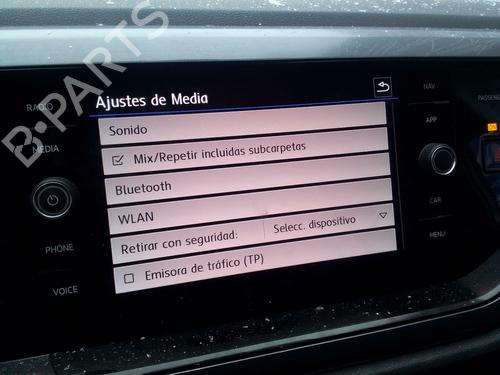 B-PARTS
Ajustes de Media
RADIO
MEDIA
PHONE
VOICE
Sonido
Mix/Repetir incluidas subcarpetas
Bluetooth
WLAN
Retirar con seguridad: Selecc. dispositivo
Emisora de tráfico (TP)
NAV
APP
CAR
MENU